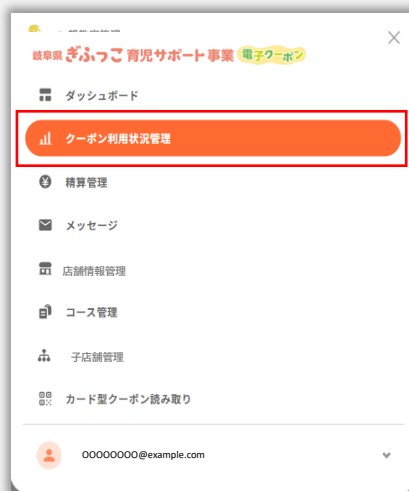 岐阜県 ぎふっこ 育児サポート事業 電子クーポン
ダッシュボード
クーポン利用状況管理
精算管理
メッセージ
店舗情報管理
コース管理
子店舗管理
カード型クーポン読み取り
OOOOOOOO@example.com